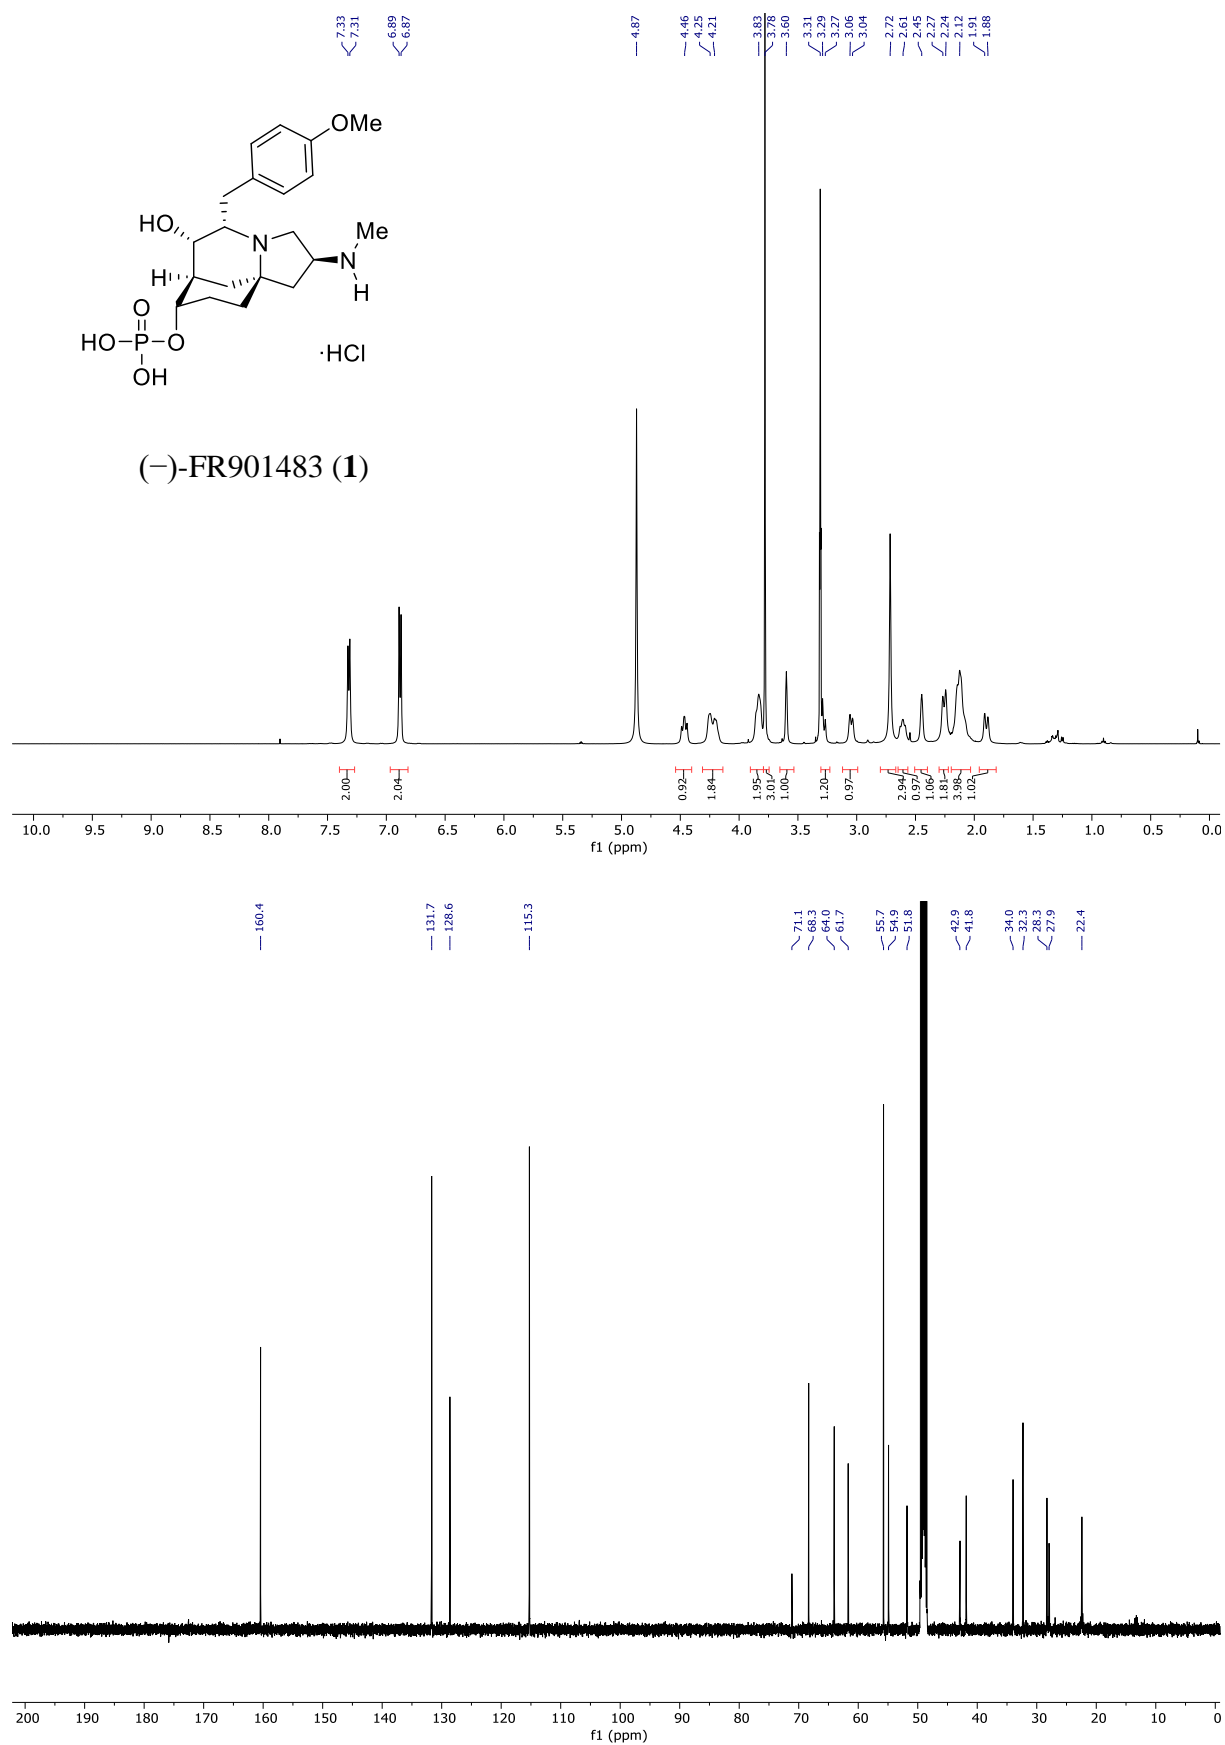 7.33 7.31 6.89 6.87 4.87 4.46 4.25 4.21 3.83 3.78 3.60 3.31 3.29 3.27 3.06 3.04 2.72 2.61 2.45 2.27 2.24 2.12 1.91 1.88
OMe
HO
N
Me
N
H
H
O
HO
P
O
OH
·HCl
(−)-FR901483 (1)
2.00 2.04 0.92 1.84 1.95 3.01 1.00 1.20 0.97 2.94 0.97 1.06 1.81 3.98 1.02
10.0 9.5 9.0 8.5 8.0 7.5 7.0 6.5 6.0 5.5 5.0 4.5 4.0 3.5 3.0 2.5 2.0 1.5 1.0 0.5 0.0
f1 (ppm)
160.4 131.7 128.6 115.3 71.1 68.3 64.0 61.7 55.7 54.9 51.8 42.9 41.8 34.0 32.3 28.3 27.9 22.4
200 190 180 170 160 150 140 130 120 110 100 90 80 70 60 50 40 30 20 10 0
f1 (ppm)